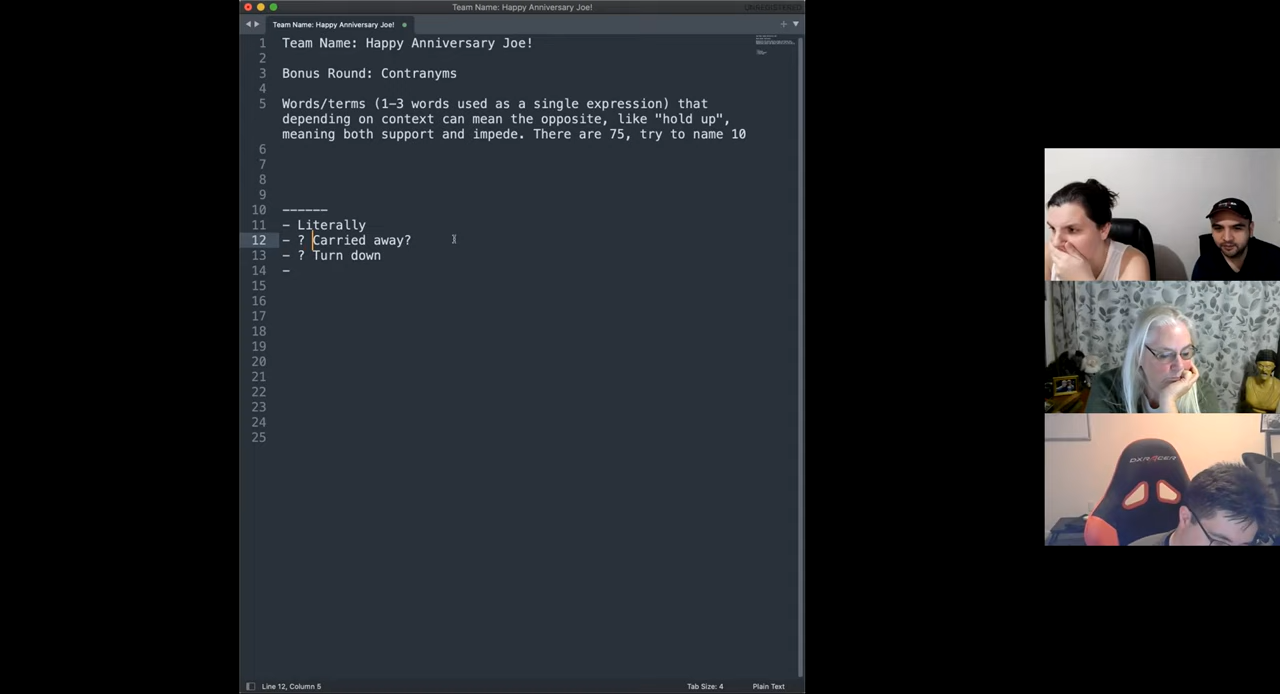 Team Name: Happy Anniversary Joe!
Team Name: Happy Anniversary Joe!
1 Team Name: Happy Anniversary Joe!
2
3 Bonus Round: Contranyms
4
5 Words/terms (1-3 words used as a single expression) that
depending on context can mean the opposite, like "hold up",
meaning both support and impede. There are 75, try to name 10
6
7
8
9
10 ------
11 - Literally
12 - ? Carried away?
13 - ? Turn down
14 -
15
16
17
18
19
20
21
22
23
24
25
Line 12, Column 5
Tab Size: 4
Plain Text
DXRACER